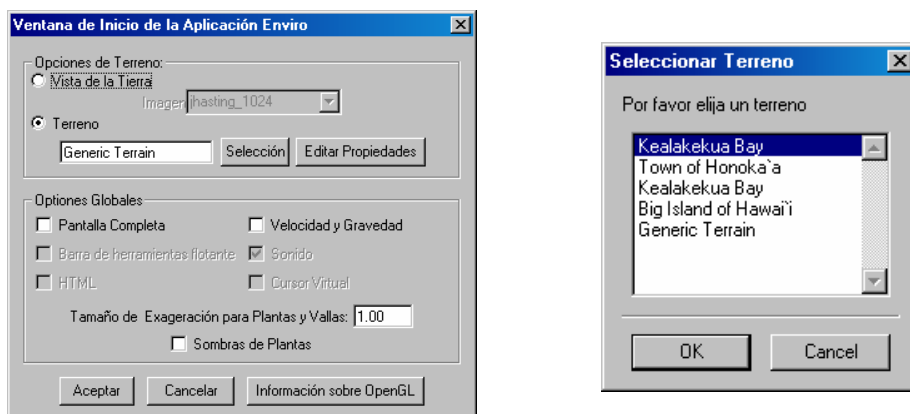 Ventana de Inicio de la Aplicación Enviro
Opciones de Terreno:
Vista de la Tierra
Imagen jhasting_1024
Terreno
Generic Terrain Selección Editar Propiedades
Optiones Globales
Pantalla Completa Velocidad y Gravedad
Barra de herramientas flotante Sonido
HTML Cursor Virtual
Tamaño de Exageración para Plantas y Vallas: 1.00
Sombras de Plantas
Aceptar Cancelar Información sobre OpenGL
Seleccionar Terreno
Por favor elija un terreno
Kealakekua Bay
Town of Honoka`a
Kealakekua Bay
Big Island of Hawai`i
Generic Terrain
OK Cancel